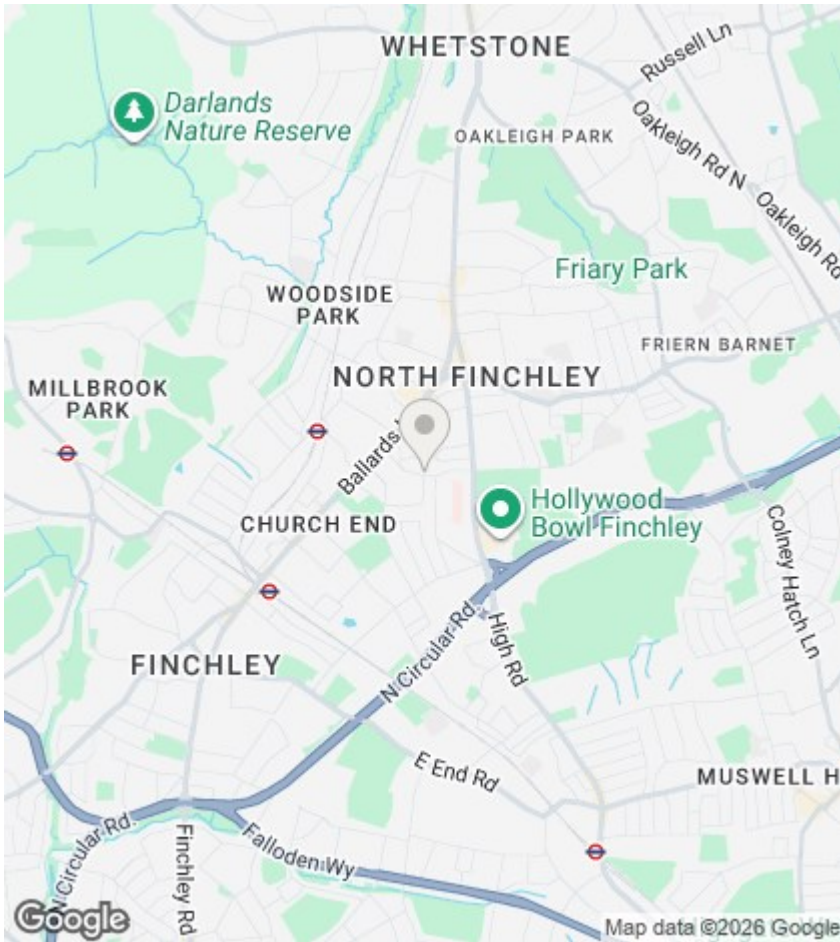 WHETSTONE
Russell Ln
Darlands
Nature Reserve
OAKLEIGH PARK
Oakleigh Rd N
Oakleigh Rd
Friary Park
WOODSIDE
PARK
FRIERN BARNET
NORTH FINCHLEY
MILLBROOK
PARK
Ballards
Hollywood
Bowl Finchley
CHURCH END
Colney Hatch Ln
N Circular Rd.
High Rd
FINCHLEY
E End Rd
MUSWELL H
N Circular Rd.
Finchley Rd
Falloden Wy
Google
Map data ©2026 Google